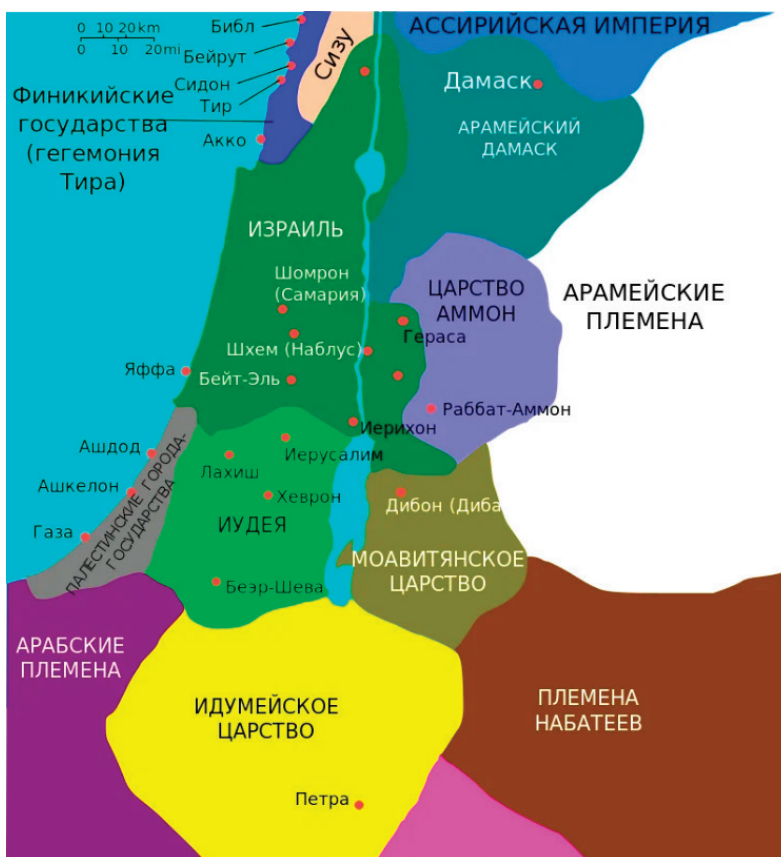 Библ
0 10 20 km
0 10 20mi
Бейрут
Сидон
Тир
Финикийские
государства
(гегемония
Тира)
Акко
Сизу
АССИРИЙСКАЯ ИМПЕРИЯ
Дамаск
АРАМЕЙСКИЙ
ДАМАСК
ИЗРАИЛЬ
Шомрон
(Самария)
Шхем (Наблус)
Бейт-Эль
ЦАРСТВО
АММОН
Гераса
АРАМЕЙСКИЕ
ПЛЕМЕНА
Яффа
Раббат-Аммон
Иерихон
Ашдод
Иерусалим
Лахиш
Ашкелон
Хеврон
Дибон (Диба
Газа
ПАЛЕСТИНСКИЕ ГОРОДА-
ГОСУДАРСТВА
ИУДЕЯ
МОАВИТЯНСКОЕ
ЦАРСТВО
Беэр-Шева
АРАБСКИЕ
ПЛЕМЕНА
ИДУМЕЙСКОЕ
ЦАРСТВО
ПЛЕМЕНА
НАБАТЕЕВ
Петра